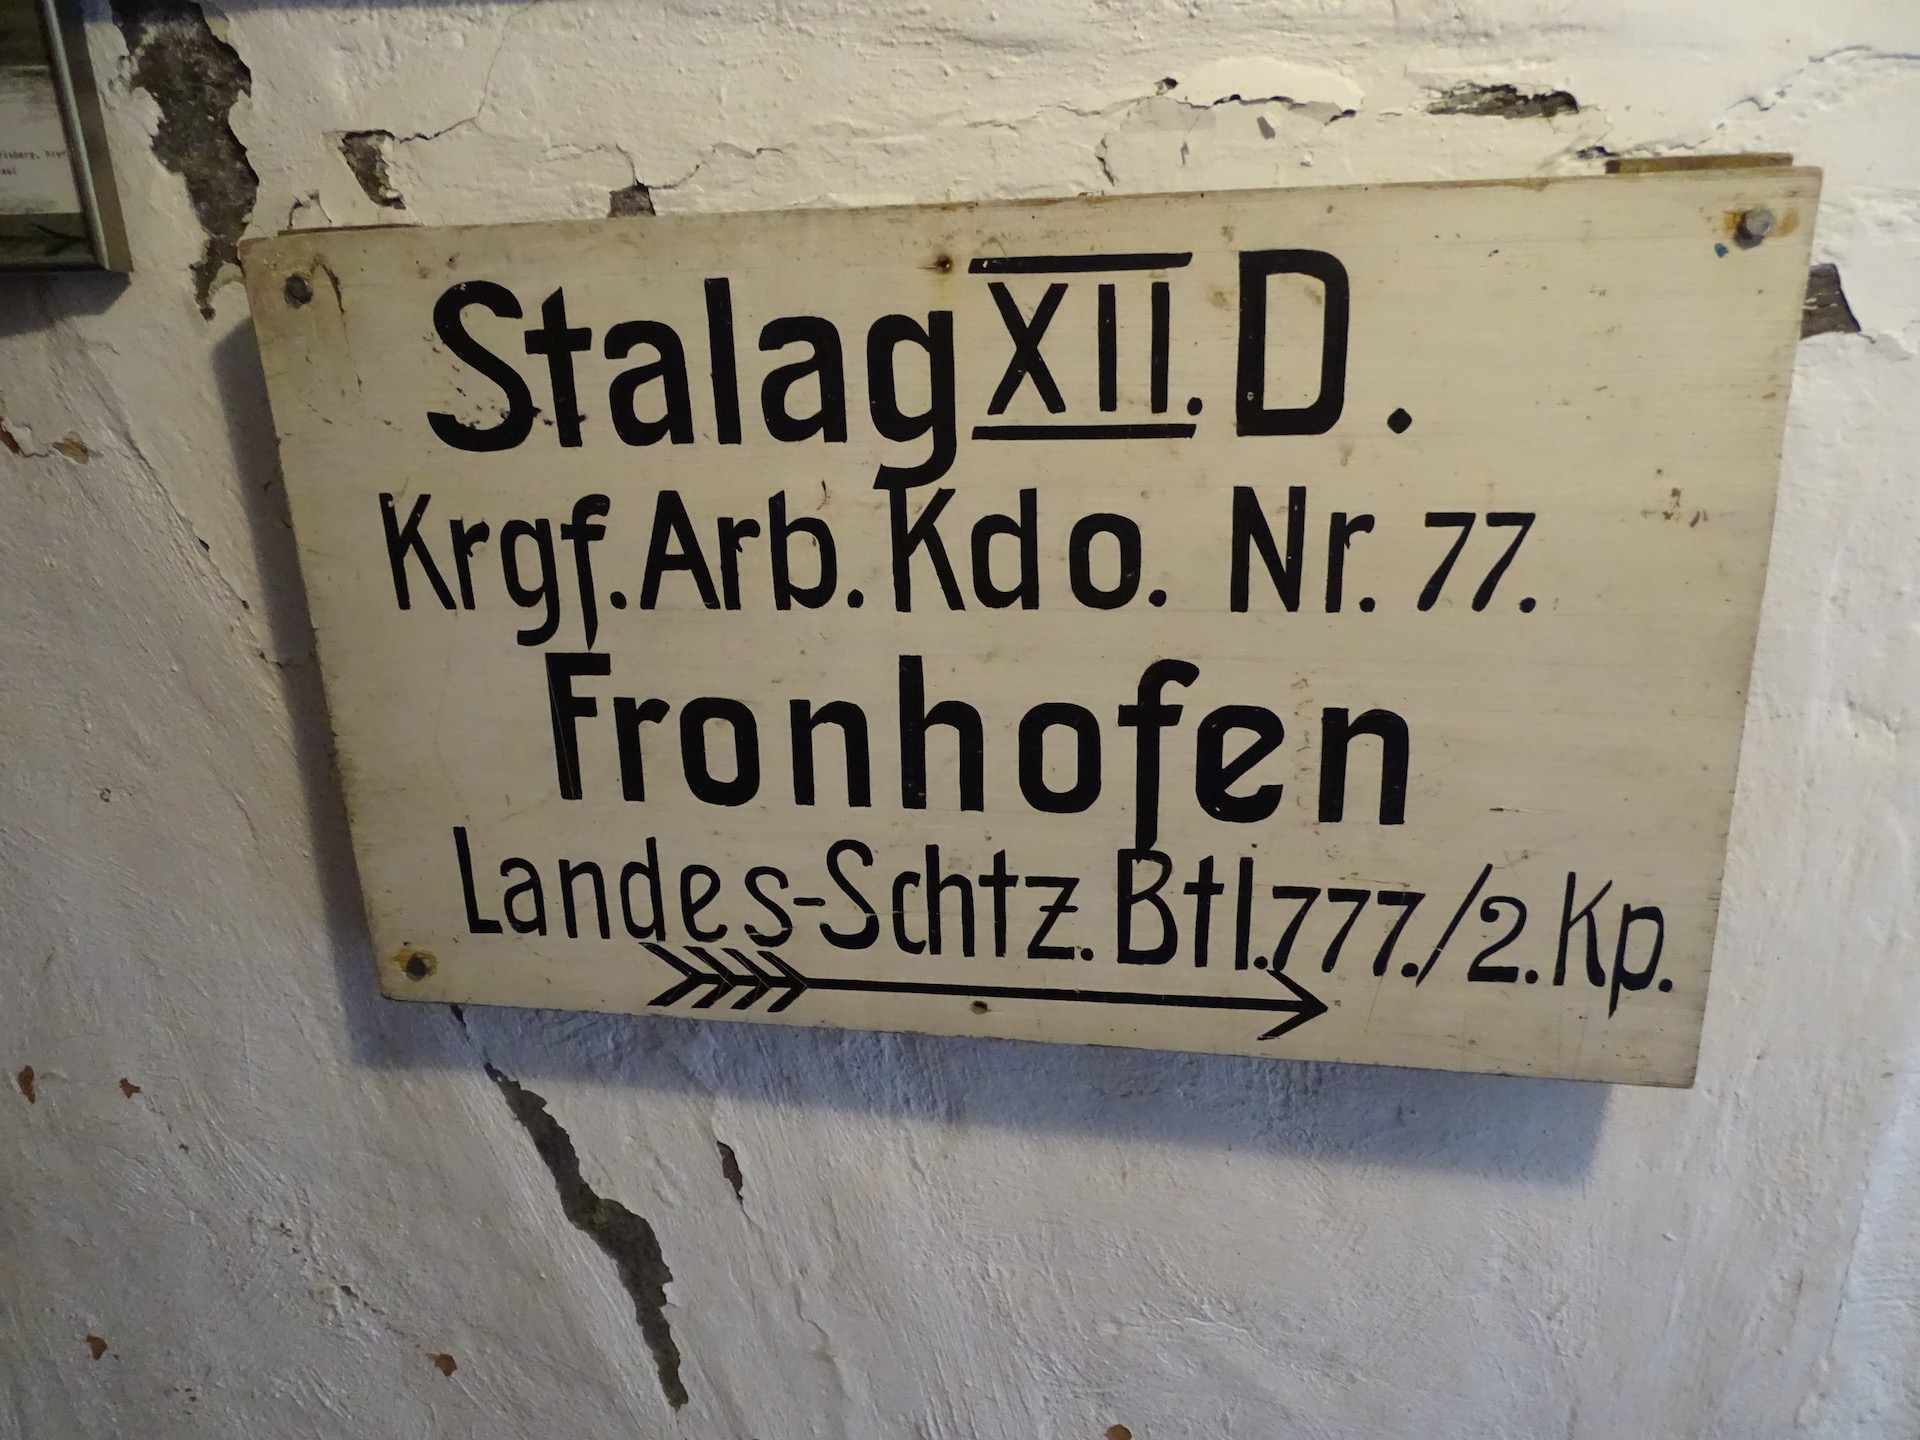 Stalag XII. D.
Krgf. Arb. Kdo. Nr. 77.
Fronhofen
Landes-Schtz. Btl. 777./2. Kp.